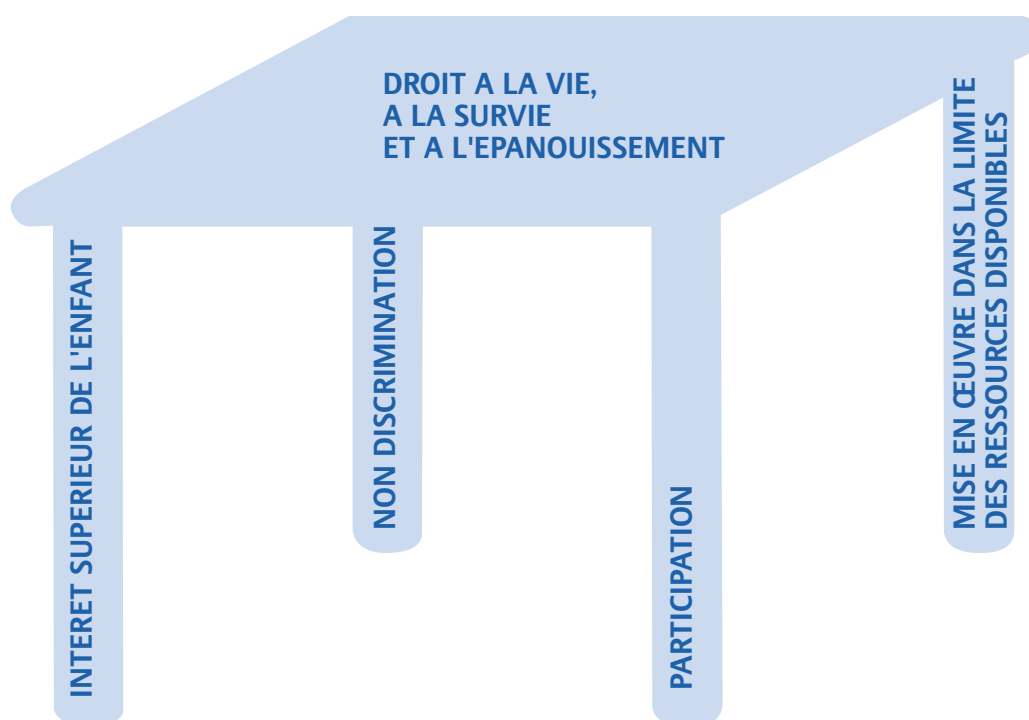 DROIT A LA VIE,
A LA SURVIE
ET A L'EPANOUISSEMENT
INTERET SUPERIEUR DE L'ENFANT
NON DISCRIMINATION
PARTICIPATION
MISE EN ŒUVRE DANS LA LIMITE
DES RESSOURCES DISPONIBLES